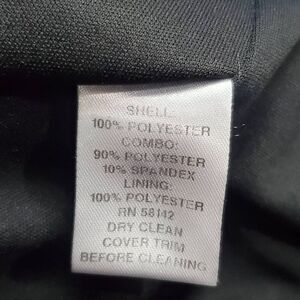 SHELL:
100% POLYESTER
COMBO:
90% POLYESTER
10% SPANDEX
LINING:
100% POLYESTER
RN 58142
DRY CLEAN
COVER TRIM
BEFORE CLEANING